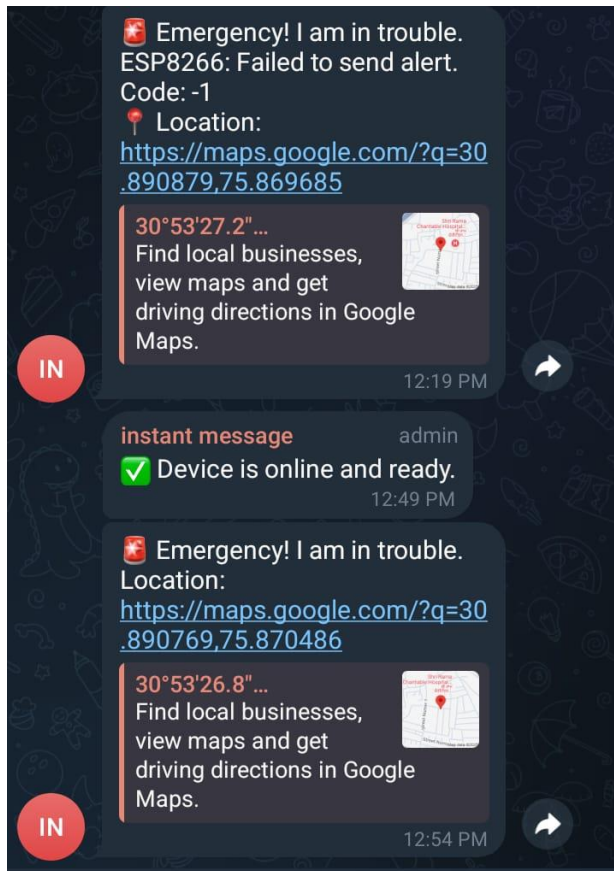 🚨 Emergency! I am in trouble.
ESP8266: Failed to send alert.
Code: -1
📍 Location:
https://maps.google.com/?q=30
.890879,75.869685
30°53'27.2"...
Find local businesses,
view maps and get
driving directions in Google
Maps.
IN
12:19 PM
instant message admin
✅ Device is online and ready.
12:49 PM
🚨 Emergency! I am in trouble.
Location:
https://maps.google.com/?q=30
.890769,75.870486
30°53'26.8"...
Find local businesses,
view maps and get
driving directions in Google
Maps.
IN
12:54 PM